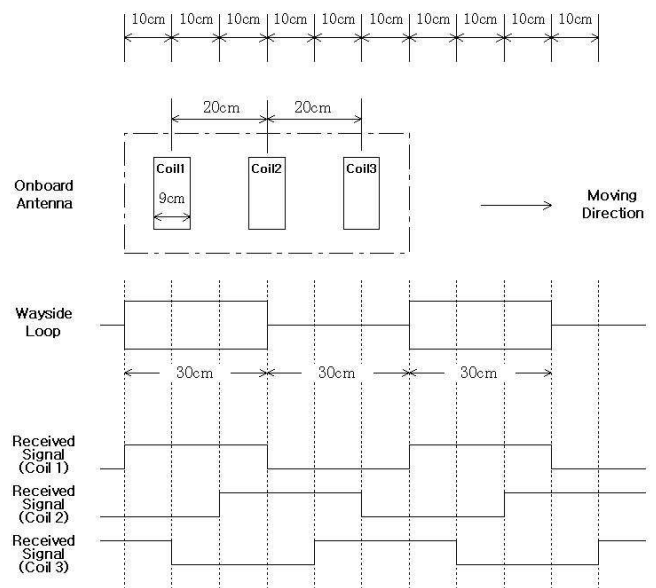 10cm 10cm 10cm 10cm 10cm 10cm 10cm 10cm 10cm 10cm
20cm 20cm
Coil1 Coil2 Coil3
Onboard
Antenna
9cm
Moving
Direction
Wayside
Loop
30cm 30cm 30cm
Received
Signal
(Coil 1)
Received
Signal
(Coil 2)
Received
Signal
(Coil 3)